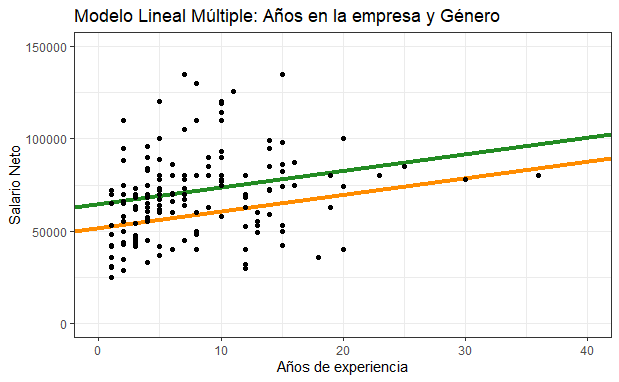 Modelo Lineal Múltiple: Años en la empresa y Género
150000
100000
50000
0
Salario Neto
0 10 20 30 40
Años de experiencia